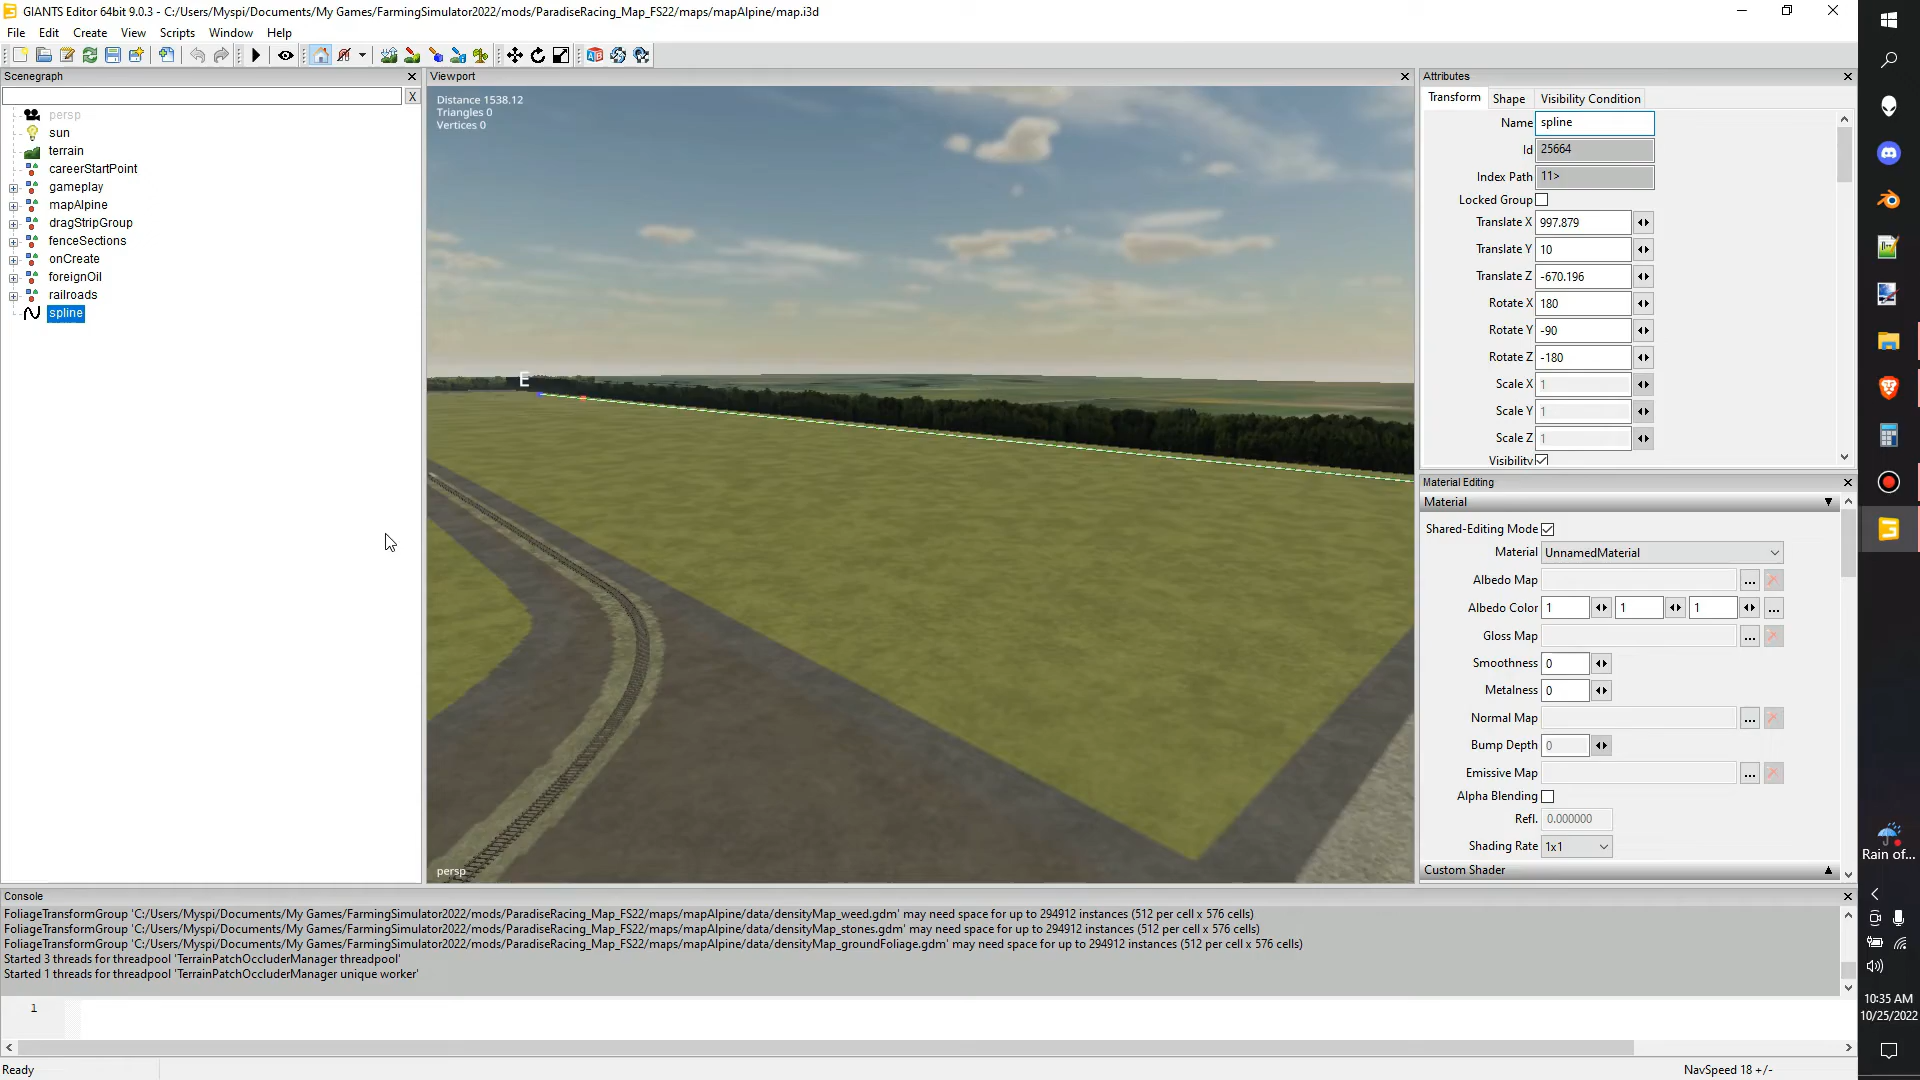 GIANTS Editor 64bit 9.0.3 - C:/Users/Myspi/Documents/My Games/FarmingSimulator2022/mods/ParadiseRacing_Map_FS22/maps/mapAlpine/map.i3d
File Edit Create View Scripts Window Help
Scenegraph
X
persp
sun
terrain
careerStartPoint
gameplay
mapAlpine
dragStripGroup
fenceSections
onCreate
foreignOil
railroads
spline
Viewport
Distance 1538.12
Triangles 0
Vertices 0
E
persp
Attributes
Transform Shape Visibility Condition
Name spline
Id 25664
Index Path 11>
Locked Group
Translate X 997.879
Translate Y 10
Translate Z -670.196
Rotate X 180
Rotate Y -90
Rotate Z -180
Scale X 1
Scale Y 1
Scale Z 1
Visibility
Material Editing
Material
Shared-Editing Mode
Material UnnamedMaterial
Albedo Map ...
Albedo Color 1 1 1 ...
Gloss Map ...
Smoothness 0
Metalness 0
Normal Map ...
Bump Depth 0
Emissive Map ...
Alpha Blending
Refl. 0.000000
Shading Rate 1x1
Custom Shader
Console
FoliageTransformGroup 'C:/Users/Myspi/Documents/My Games/FarmingSimulator2022/mods/ParadiseRacing_Map_FS22/maps/mapAlpine/data/densityMap_weed.gdm' may need space for up to 294912 instances (512 per cell x 576 cells)
FoliageTransformGroup 'C:/Users/Myspi/Documents/My Games/FarmingSimulator2022/mods/ParadiseRacing_Map_FS22/maps/mapAlpine/data/densityMap_stones.gdm' may need space for up to 294912 instances (512 per cell x 576 cells)
FoliageTransformGroup 'C:/Users/Myspi/Documents/My Games/FarmingSimulator2022/mods/ParadiseRacing_Map_FS22/maps/mapAlpine/data/densityMap_groundFoliage.gdm' may need space for up to 294912 instances (512 per cell x 576 cells)
Started 3 threads for threadpool 'TerrainPatchOccluderManager threadpool'
Started 1 threads for threadpool 'TerrainPatchOccluderManager unique worker'
1
Ready
NavSpeed 18 +/-
Rain of...
10:35 AM
10/25/2022